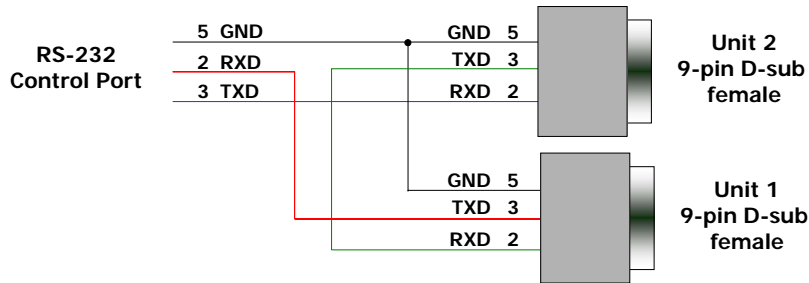 RS-232
Control Port
5 GND
2 RXD
3 TXD
GND 5
TXD 3
RXD 2
Unit 2
9-pin D-sub
female
GND 5
TXD 3
RXD 2
Unit 1
9-pin D-sub
female